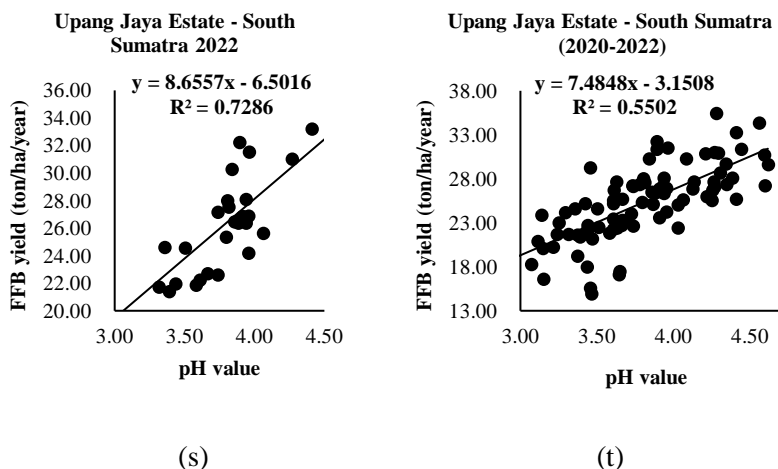 Upang Jaya Estate - South
Sumatra 2022
y = 8.6557x - 6.5016
R² = 0.7286
FFB yield (ton/ha/year)
36.00
34.00
32.00
30.00
28.00
26.00
24.00
22.00
20.00
3.00 3.50 4.00 4.50
pH value
(s)
Upang Jaya Estate - South Sumatra
(2020-2022)
y = 7.4848x - 3.1508
R² = 0.5502
FFB yield (ton/ha/year)
38.00
33.00
28.00
23.00
18.00
13.00
3.00 3.50 4.00 4.50
pH value
(t)